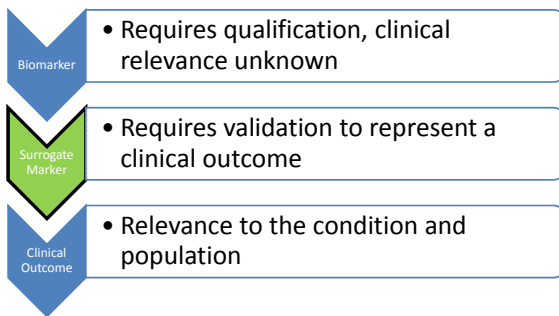 Biomarker
• Requires qualification, clinical
relevance unknown
Surrogate
Marker
• Requires validation to represent a
clinical outcome
Clinical
Outcome
• Relevance to the condition and
population